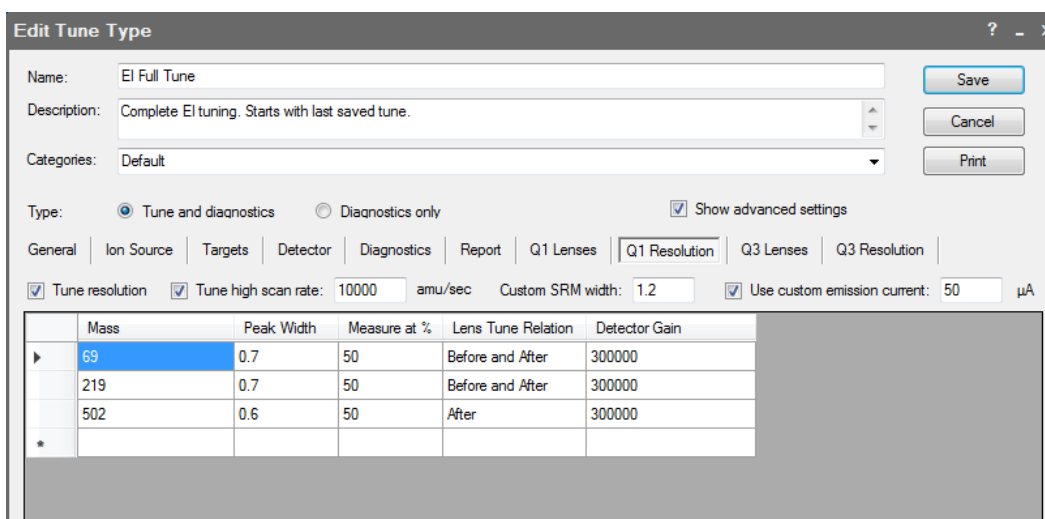 Edit Tune Type ? _
Name: EI Full Tune Save
Description: Complete EI tuning. Starts with last saved tune. Cancel
Categories: Default Print
Type: Tune and diagnostics Diagnostics only Show advanced settings
General Ion Source Targets Detector Diagnostics Report Q1 Lenses Q1 Resolution Q3 Lenses Q3 Resolution
Tune resolution Tune high scan rate: 10000 amu/sec Custom SRM width: 1.2 Use custom emission current: 50 µA
Mass Peak Width Measure at % Lens Tune Relation Detector Gain
69 0.7 50 Before and After 300000
219 0.7 50 Before and After 300000
502 0.6 50 After 300000
*